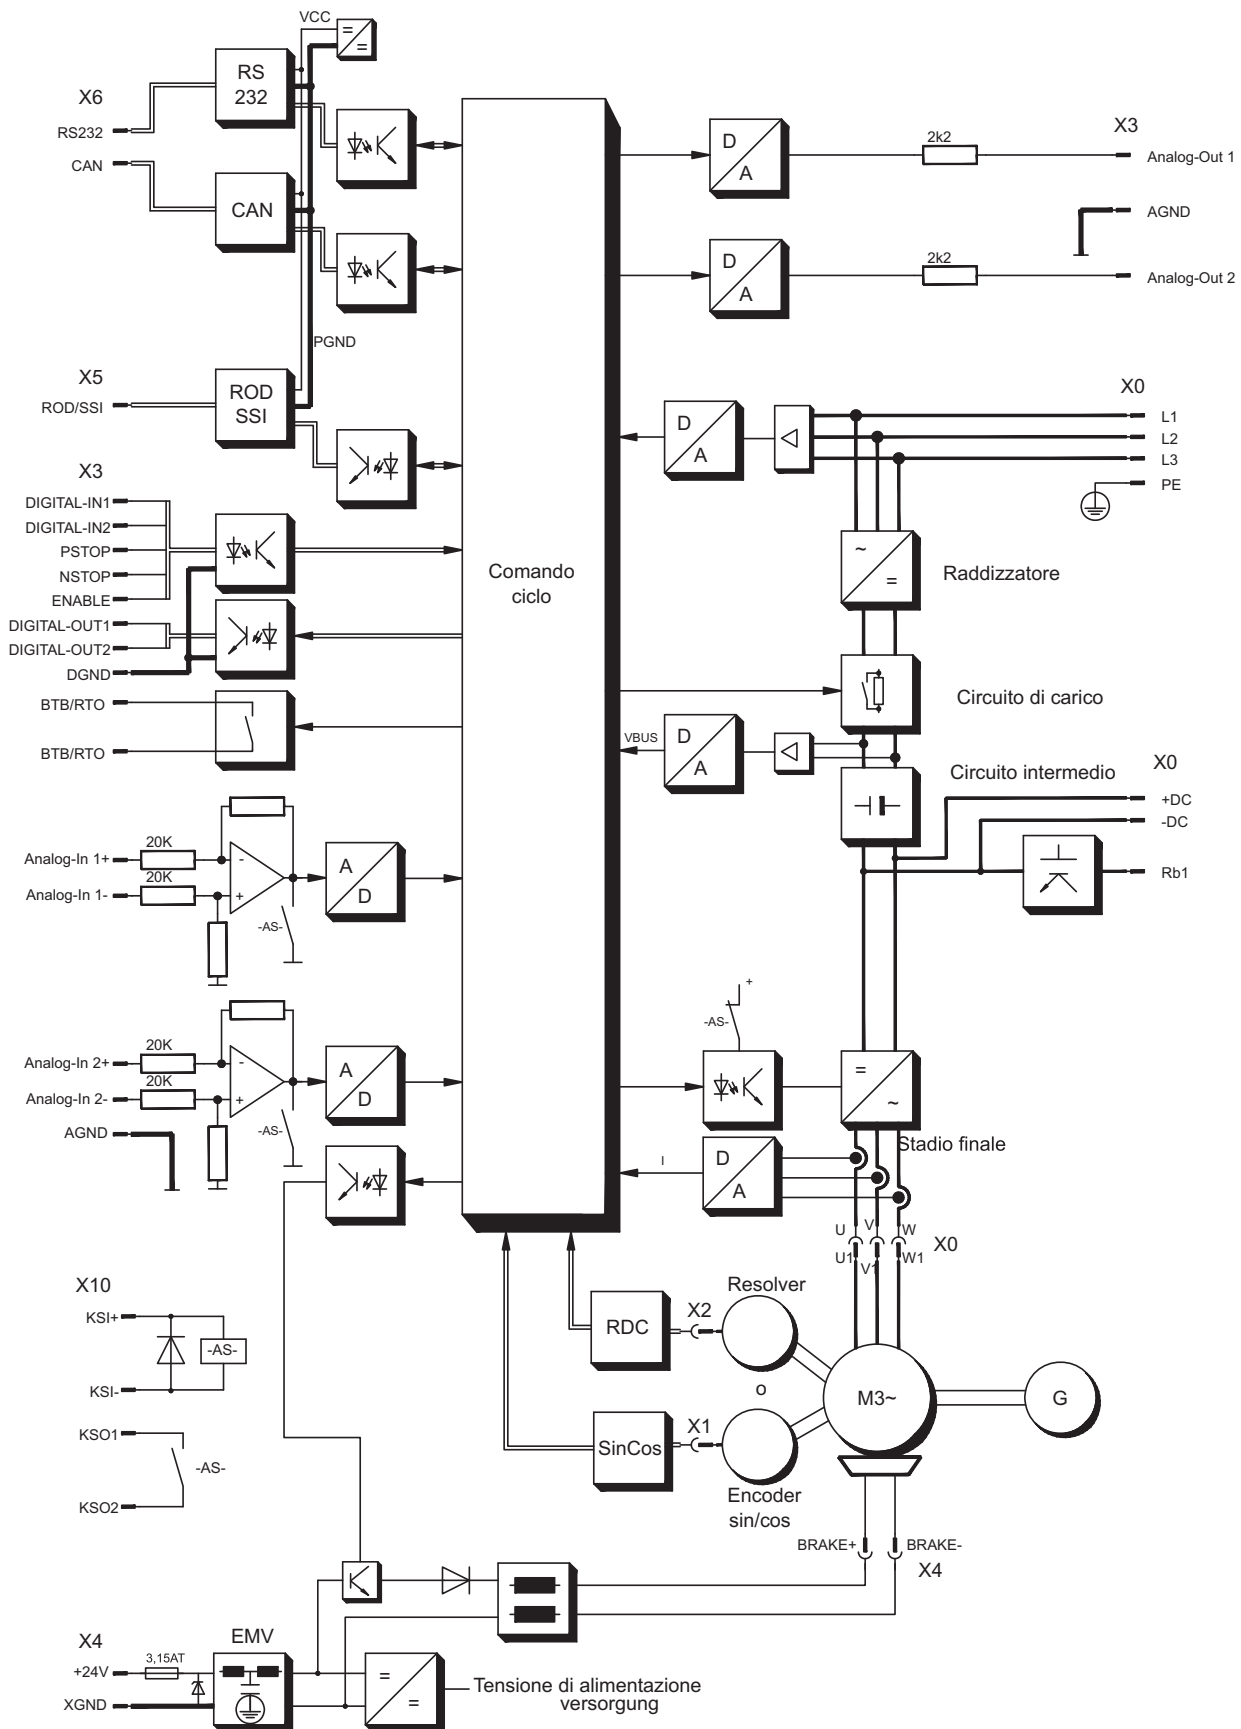 VCC
=
=
RS
232
X6
RS232
CAN
CAN
PGND
X5
ROD/SSI
ROD
SSI
X3
DIGITAL-IN1
DIGITAL-IN2
PSTOP
NSTOP
ENABLE
DIGITAL-OUT1
DIGITAL-OUT2
DGND
BTB/RTO
BTB/RTO
Analog-In 1+
20K
Analog-In 1-
20K
-
+
-AS-
A
D
Analog-In 2+
20K
Analog-In 2-
20K
-
+
-AS-
A
D
AGND
Comando
ciclo
D
A
2k2
X3
Analog-Out 1
AGND
D
A
2k2
Analog-Out 2
X0
L1
L2
L3
PE
D
A
~
=
Raddizzatore
Circuito di carico
VBUS
D
A
Circuito intermedio
X0
+DC
-DC
Rb1
+
-AS-
=
~
Stadio finale
I
D
A
U
V
W
X0
U1
V1
W1
X10
KSI+
-AS-
KSI-
KSO1
-AS-
KSO2
RDC
X2
Resolver
o
M3~
G
SinCos
X1
Encoder
sin/cos
BRAKE+
BRAKE-
X4
X4
EMV
+24V
3,15AT
XGND
=
=
Tensione di alimentazione
versorgung